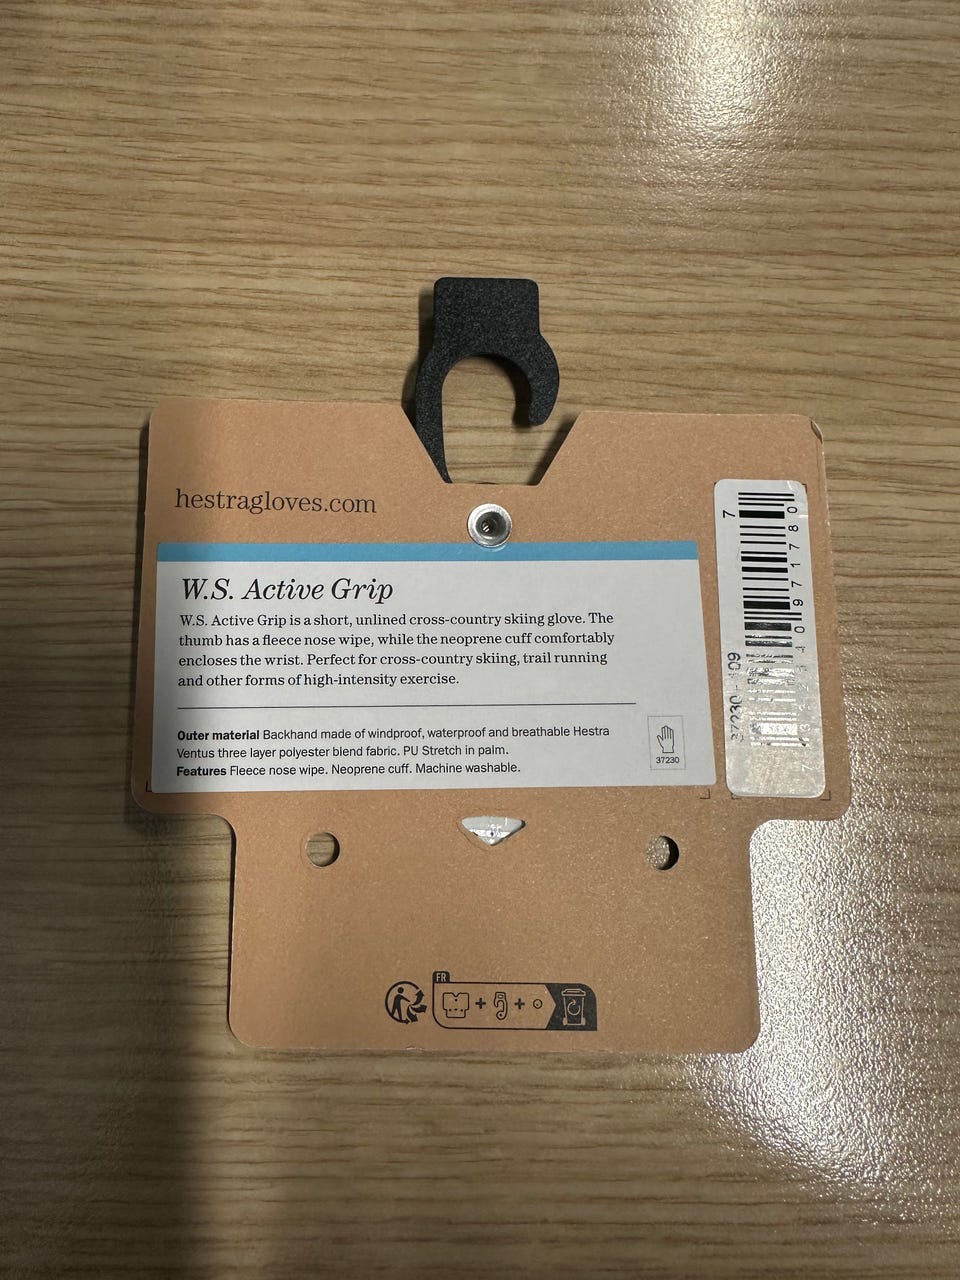 hestragloves.com
W.S. Active Grip
W.S. Active Grip is a short, unlined cross-country skiing glove. The
thumb has a fleece nose wipe, while the neoprene cuff comfortably
encloses the wrist. Perfect for cross-country skiing, trail running
and other forms of high-intensity exercise.
Outer material Backhand made of windproof, waterproof and breathable Hestra
Ventus three layer polyester blend fabric. PU Stretch in palm.
Features Fleece nose wipe. Neoprene cuff. Machine washable.
37230
FR